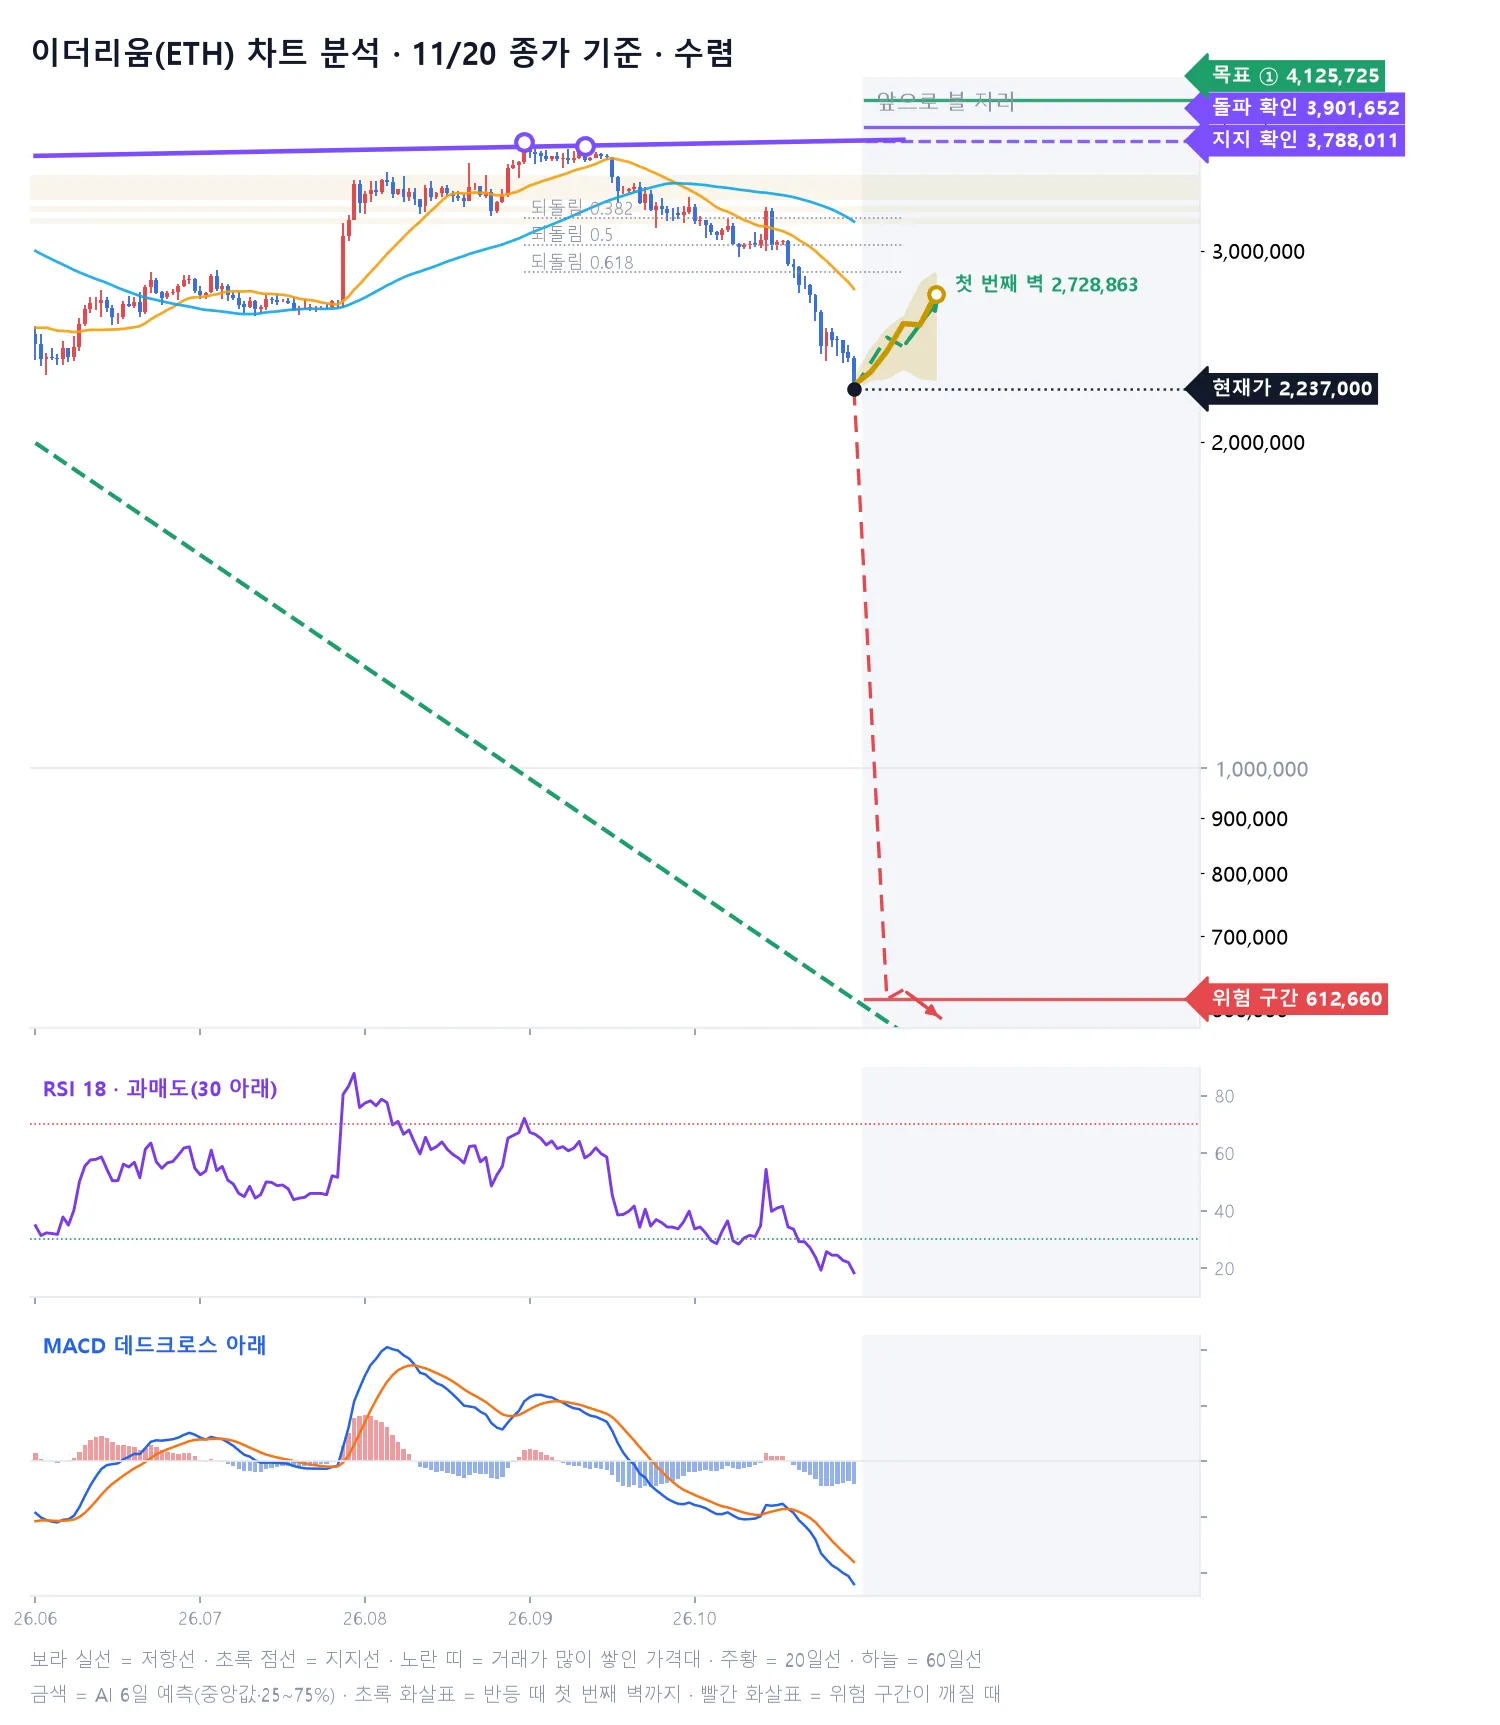 이더리움(ETH) 차트 분석 · 11/20 종가 기준 · 수렴
목표 ① 4,125,725
앞으로 볼 자리
돌파 확인 3,901,652
지지 확인 3,788,011
되돌림 0.382
되돌림 0.5
3,000,000
되돌림 0.618
첫 번째 벽 2,728,863
현재가 2,237,000
2,000,000
1,000,000
900,000
800,000
700,000
위험 구간 612,660
RSI 18 · 과매도(30 아래)
80
60
40
20
MACD 데드크로스 아래
26.06 26.07 26.08 26.09 26.10
보라 실선 = 저항선 · 초록 점선 = 지지선 · 노란 띠 = 거래가 많이 쌓인 가격대 · 주황 = 20일선 · 하늘 = 60일선
금색 = AI 6일 예측(중앙값·25~75%) · 초록 화살표 = 반등 때 첫 번째 벽까지 · 빨간 화살표 = 위험 구간이 깨질 때